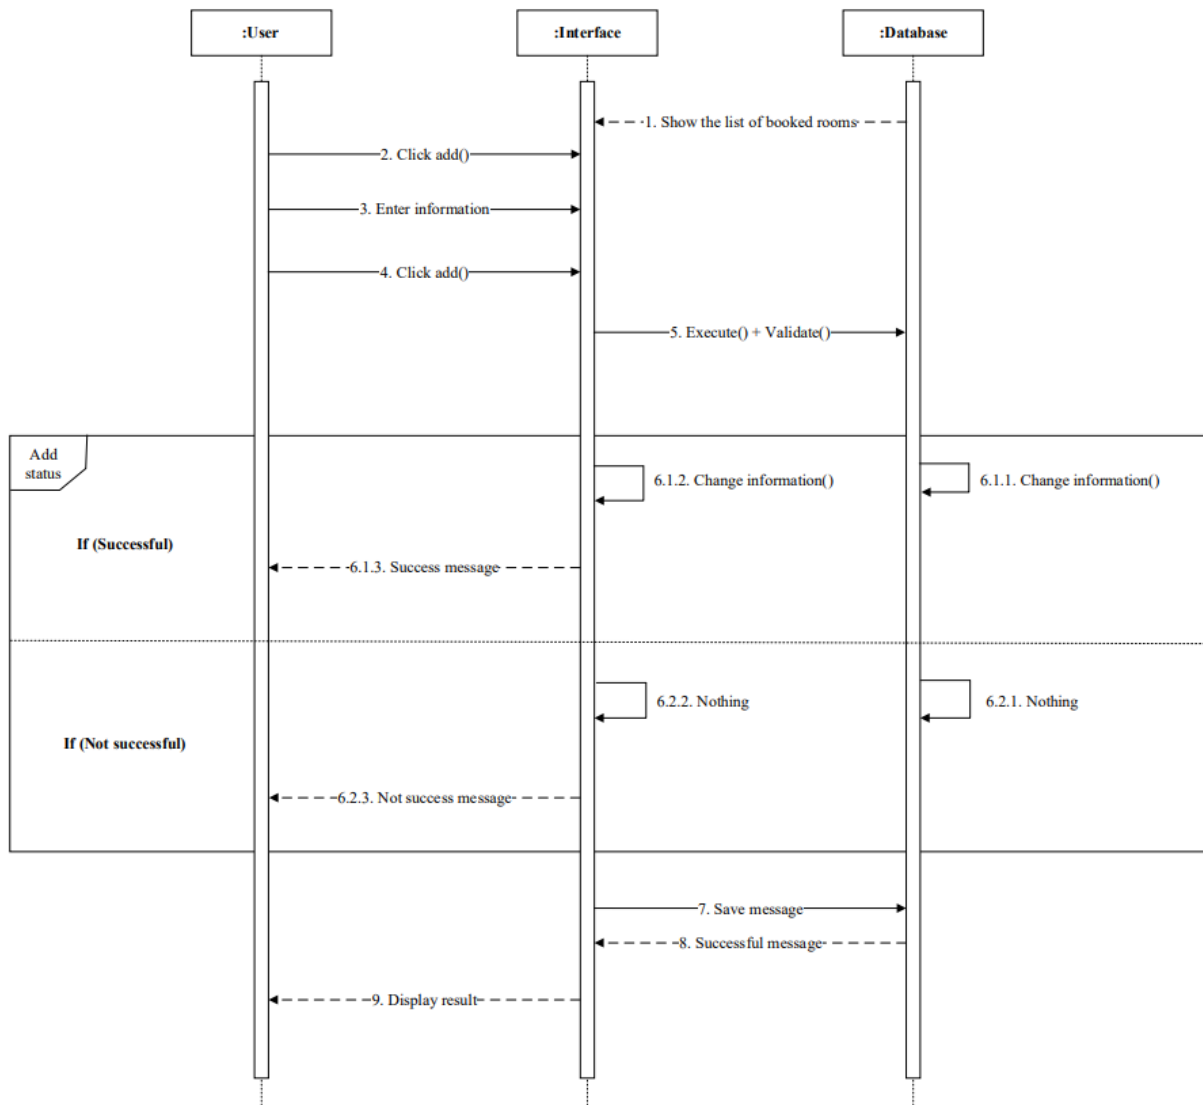 :User
:Interface
:Database
1. Show the list of booked rooms
2. Click add()
3. Enter information
4. Click add()
5. Execute() + Validate()
Add
status
6.1.2. Change information()
6.1.1. Change information()
If (Successful)
6.1.3. Success message
6.2.2. Nothing
6.2.1. Nothing
If (Not successful)
6.2.3. Not success message
7. Save message
8. Successful message
9. Display result